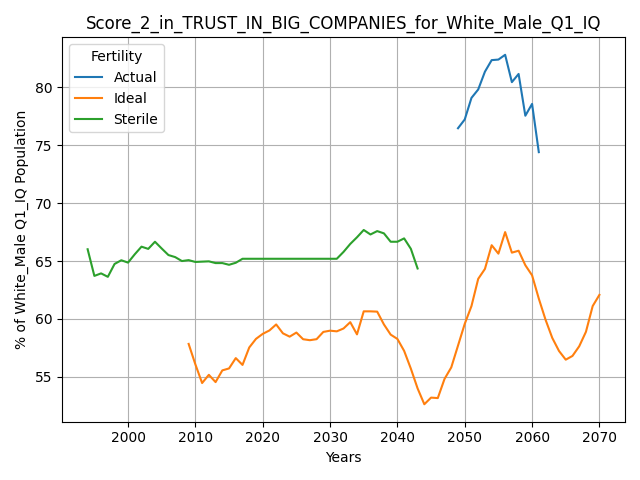 Score_2_in_TRUST_IN_BIG_COMPANIES_for_White_Male_Q1_IQ
Fertility
Actual
Ideal
Sterile
% of White_Male Q1_IQ Population
80
75
70
65
60
55
2000
2010
2020
2030
2040
2050
2060
2070
Years